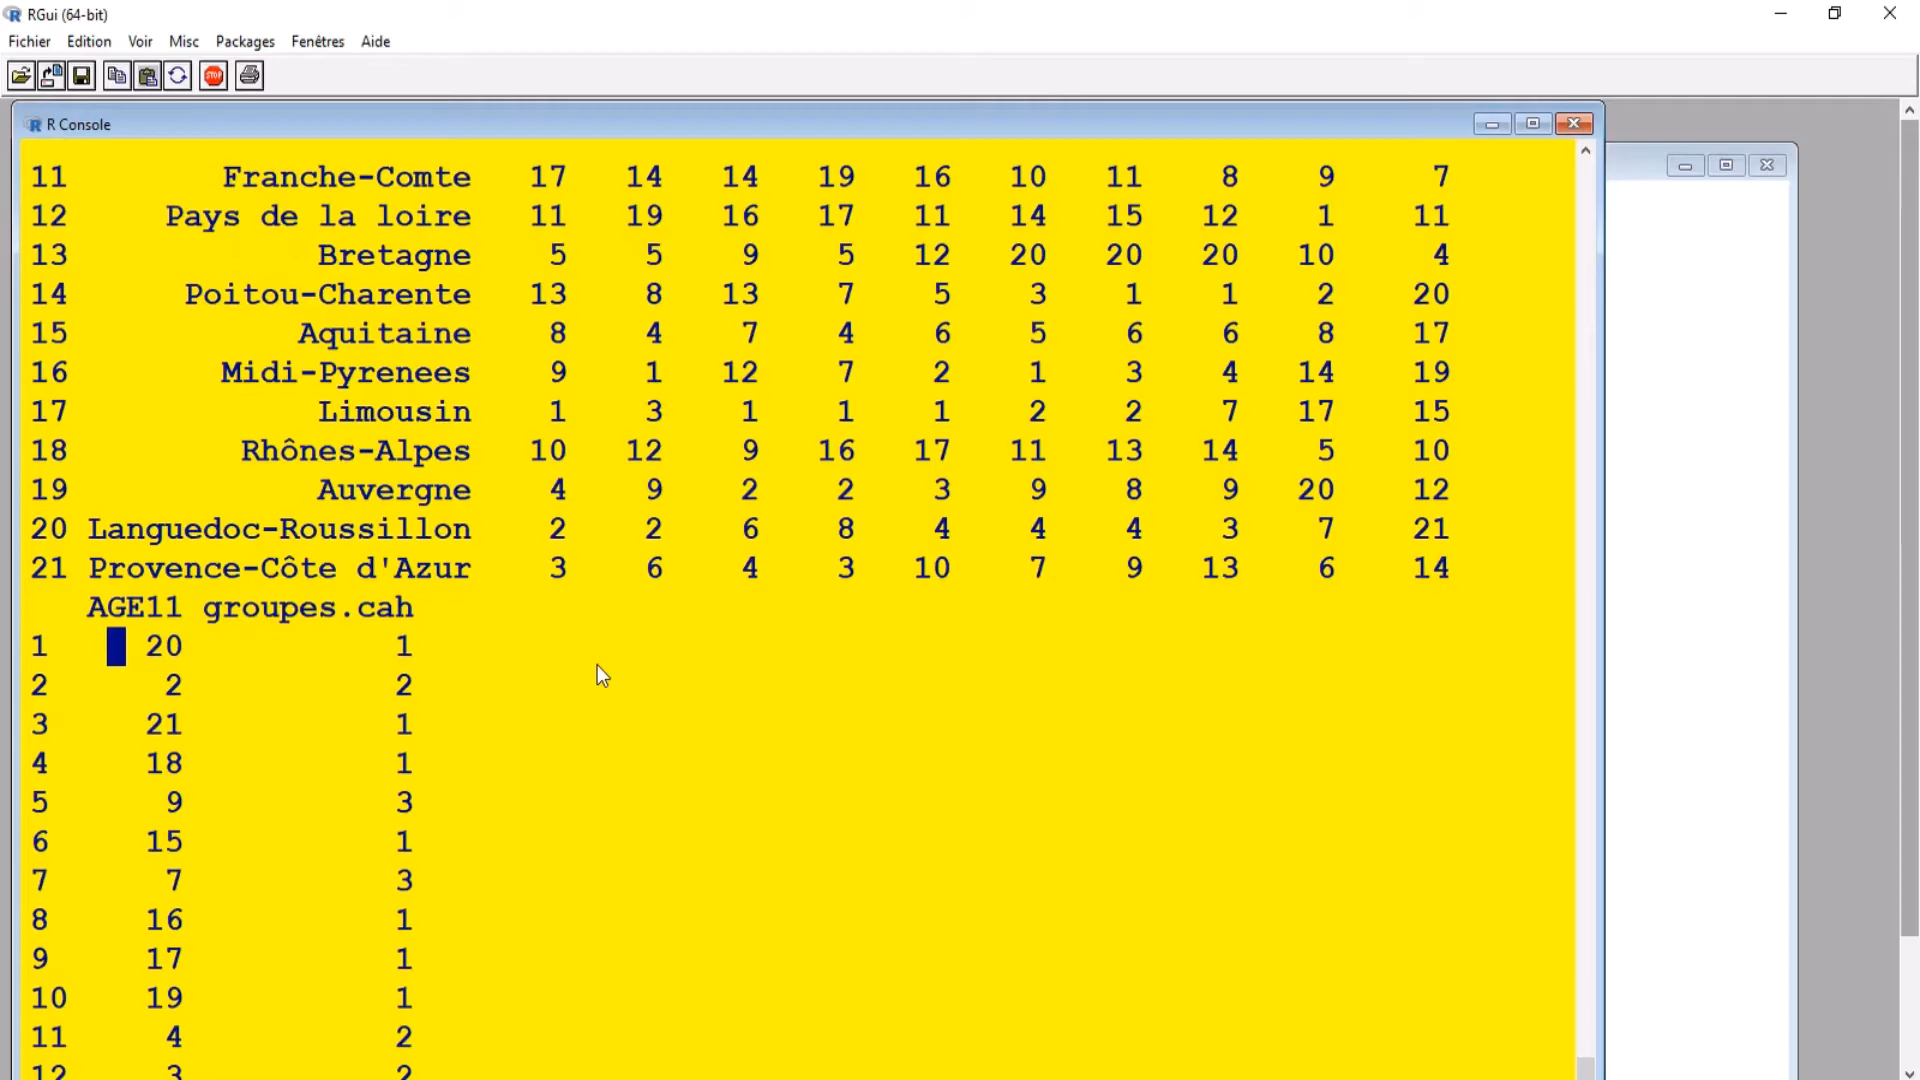 RGui (64-bit)
Fichier Edition Voir Misc Packages Fenêtres Aide
STOP
R Console
11 Franche-Comte 17 14 14 19 16 10 11 8 9 7
12 Pays de la loire 11 19 16 17 11 14 15 12 1 11
13 Bretagne 5 5 9 5 12 20 20 20 10 4
14 Poitou-Charente 13 8 13 7 5 3 1 1 2 20
15 Aquitaine 8 4 7 4 6 5 6 6 8 17
16 Midi-Pyrenees 9 1 12 7 2 1 3 4 14 19
17 Limousin 1 3 1 1 1 2 2 7 17 15
18 Rhônes-Alpes 10 12 9 16 17 11 13 14 5 10
19 Auvergne 4 9 2 2 3 9 8 9 20 12
20 Languedoc-Roussillon 2 2 6 8 4 4 4 3 7 21
21 Provence-Côte d'Azur 3 6 4 3 10 7 9 13 6 14
AGE11 groupes.cah
1 20 1
2 2 2
3 21 1
4 18 1
5 9 3
6 15 1
7 7 3
8 16 1
9 17 1
10 19 1
11 4 2
12 3 2